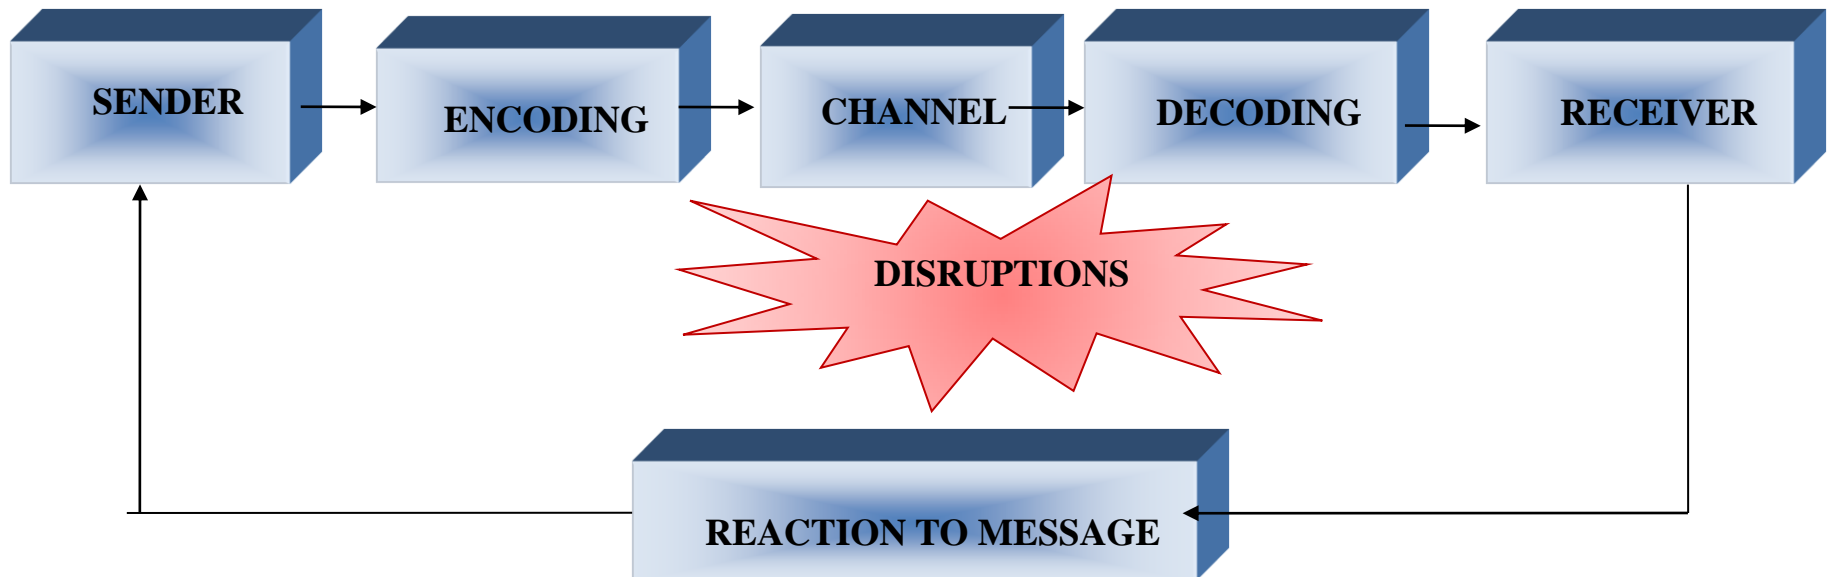 SENDER
ENCODING
CHANNEL
DECODING
RECEIVER
DISRUPTIONS
REACTION TO MESSAGE